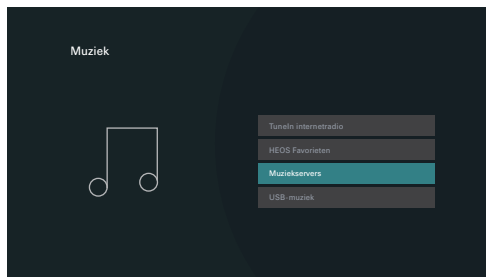 Muziek
TuneIn internetradio
HEOS Favorieten
Muziekservers
USB-muziek